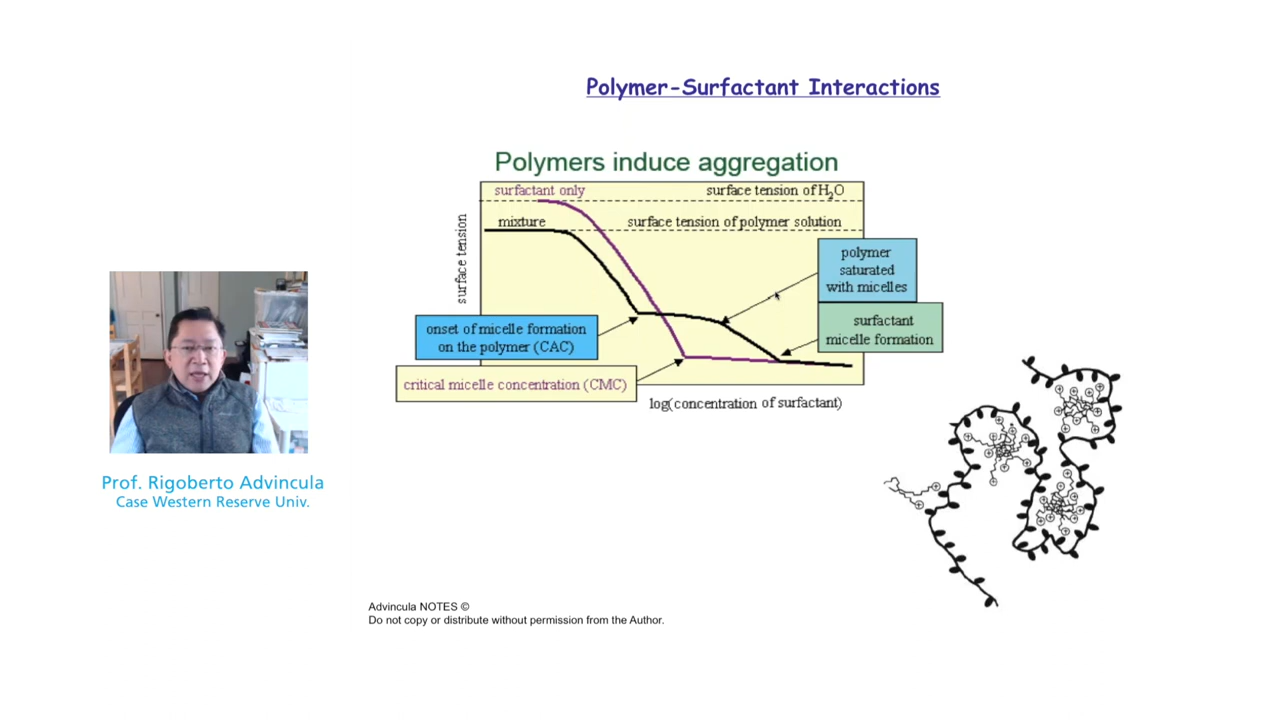 Polymer-Surfactant Interactions
Polymers induce aggregation
surfactant only
surface tension of H₂O
mixture
surface tension of polymer solution
surface tension
polymer
saturated
with micelles
onset of micelle formation
on the polymer (CAC)
surfactant
micelle formation
critical micelle concentration (CMC)
log(concentration of surfactant)
Prof. Rigoberto Advincula
Case Western Reserve Univ.
Advincula NOTES ©
Do not copy or distribute without permission from the Author.